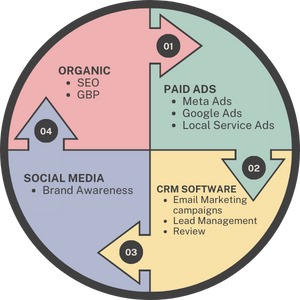 01
ORGANIC
• SEO
• GBP
PAID ADS
• Meta Ads
• Google Ads
• Local Service Ads
04
02
SOCIAL MEDIA
• Brand Awareness
CRM SOFTWARE
• Email Marketing
campaigns
• Lead Management
• Review
03